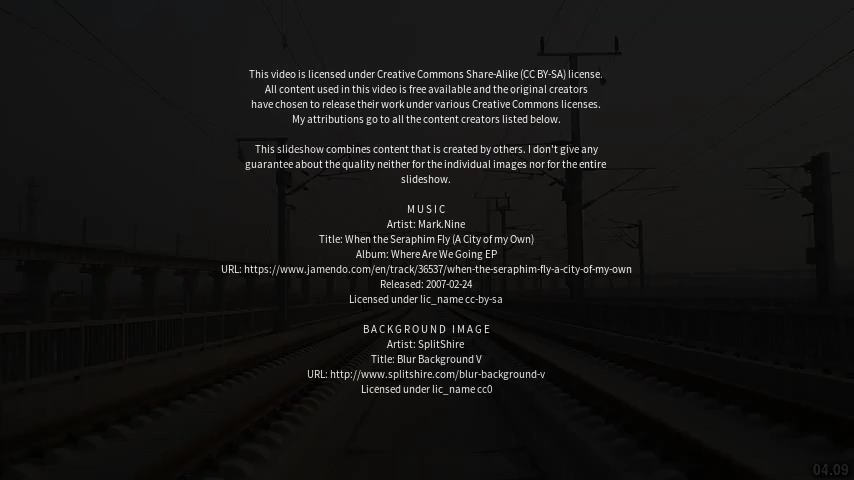 This video is licensed under Creative Commons Share-Alike (CC BY-SA) license.
All content used in this video is free available and the original creators
have chosen to release their work under various Creative Commons licenses.
My attributions go to all the content creators listed below.
This slideshow combines content that is created by others. I don't give any
guarantee about the quality neither for the individual images nor for the entire
slideshow.
MUSIC
Artist: Mark.Nine
Title: When the Seraphim Fly (A City of my Own)
Album: Where Are We Going EP
URL: https://www.jamendo.com/en/track/36537/when-the-seraphim-fly-a-city-of-my-own
Released: 2007-02-24
Licensed under lic_name cc-by-sa
BACKGROUND IMAGE
Artist: SplitShire
Title: Blur Background V
URL: http://www.splitshire.com/blur-background-v
Licensed under lic_name cc0
04.09